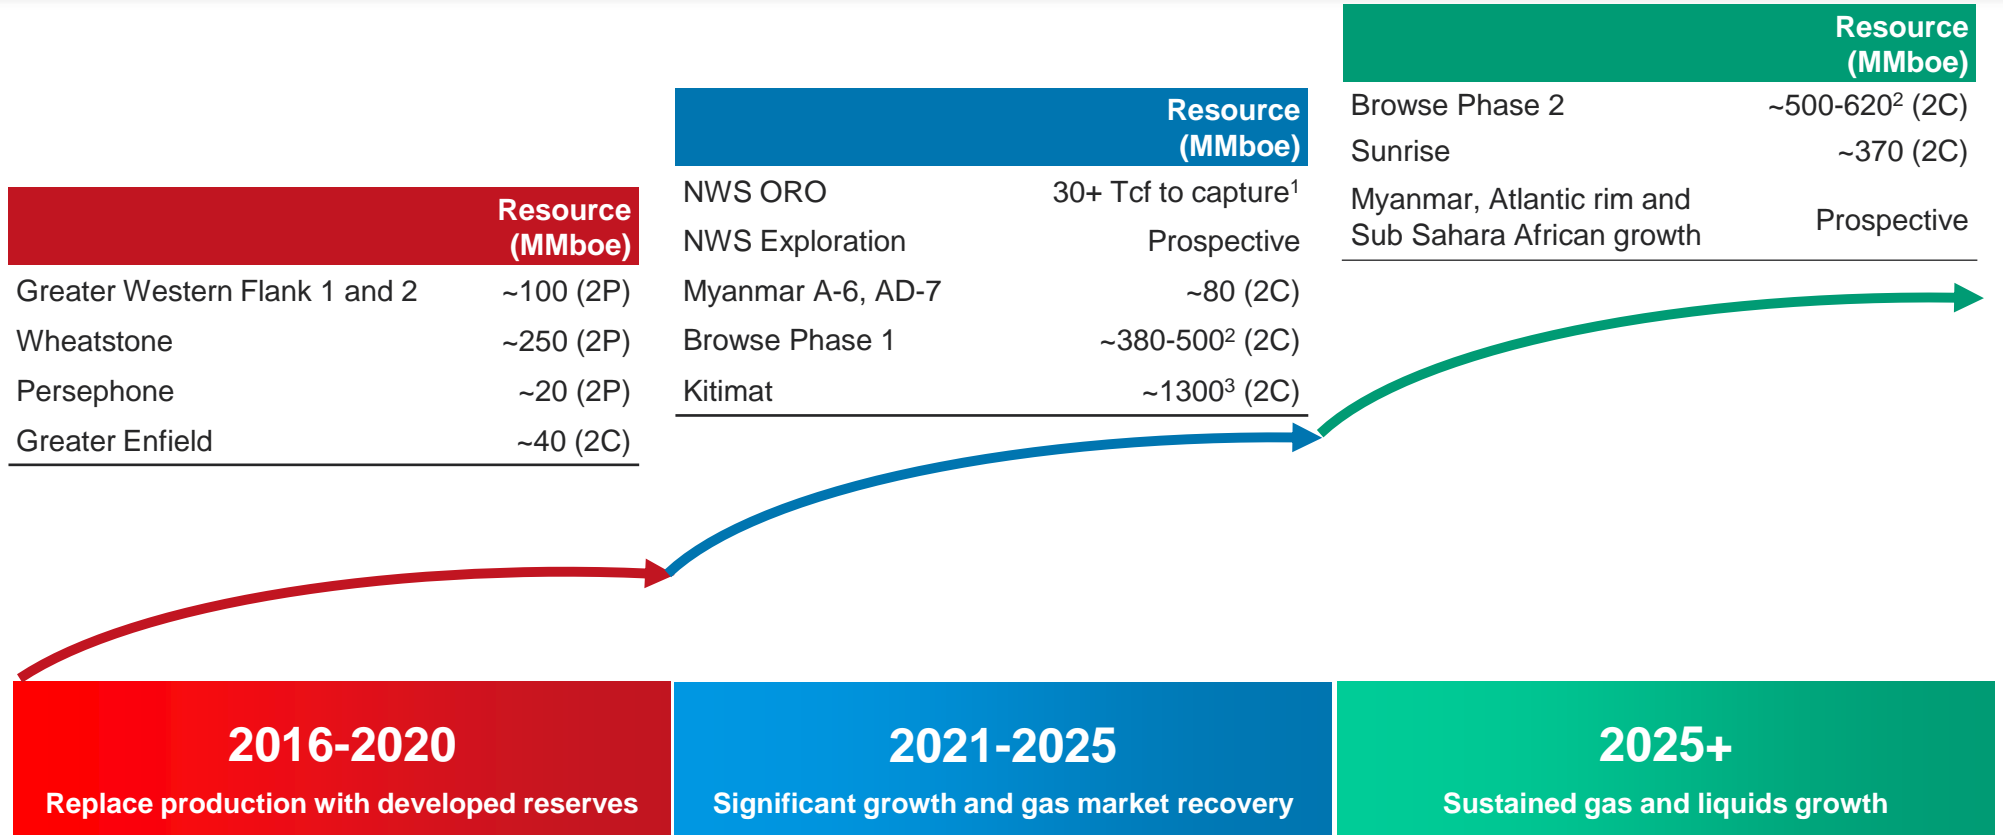 Resource
(MMboe)
Greater Western Flank 1 and 2 ~100 (2P)
Wheatstone ~250 (2P)
Persephone ~20 (2P)
Greater Enfield ~40 (2C)
Resource
(MMboe)
NWS ORO 30+ Tcf to capture¹
NWS Exploration Prospective
Myanmar A-6, AD-7 ~80 (2C)
Browse Phase 1 ~380-500² (2C)
Kitimat ~1300³ (2C)
Resource
(MMboe)
Browse Phase 2 ~500-620² (2C)
Sunrise ~370 (2C)
Myanmar, Atlantic rim and
Sub Sahara African growth Prospective
2016-2020
Replace production with developed reserves
2021-2025
Significant growth and gas market recovery
2025+
Sustained gas and liquids growth